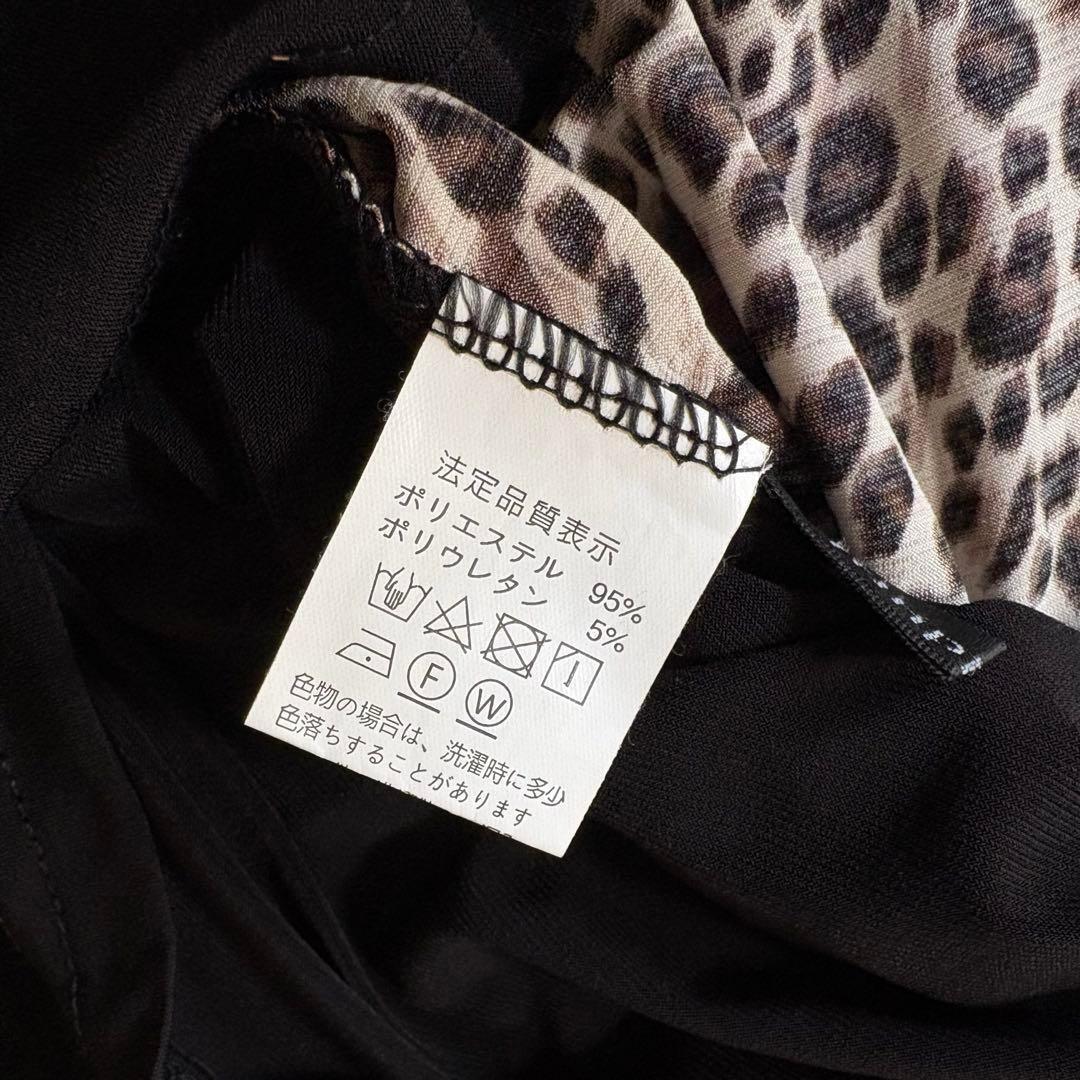 法定品質表示
ポリエステル 95%
ポリウレタン 5%
F W
色物の場合は、洗濯時に多少
色落ちすることがあります